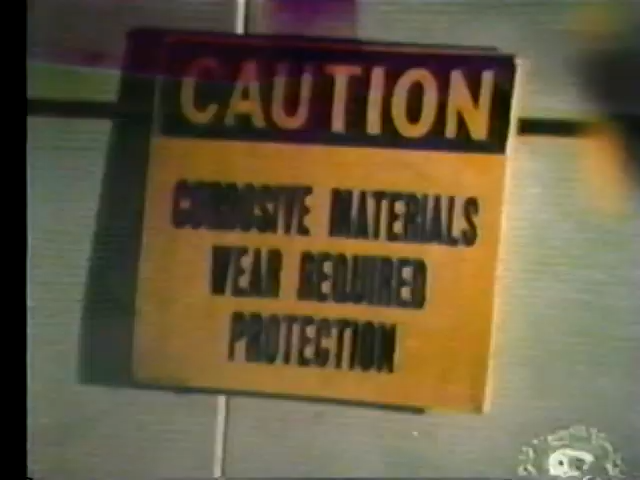 CAUTION
CORROSIVE MATERIALS
WEAR REQUIRED
PROTECTION